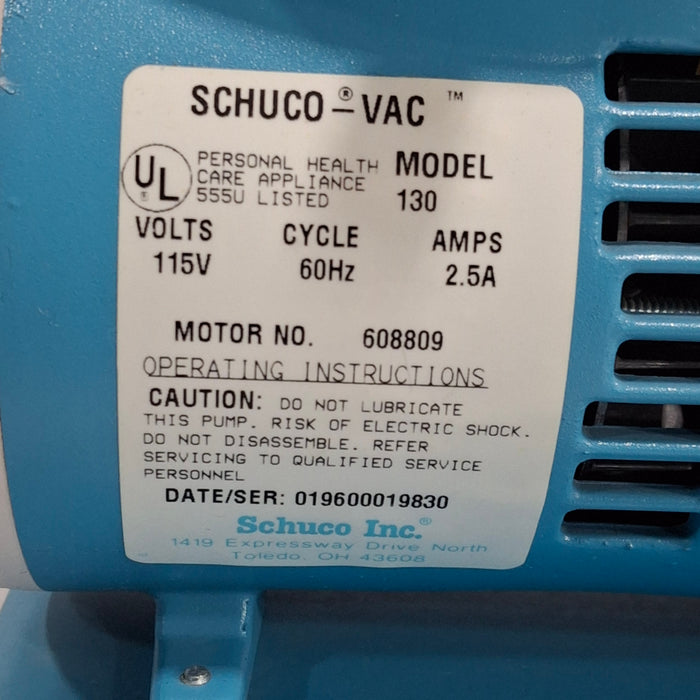 SCHUCO®-VAC™
UL®
PERSONAL HEALTH
CARE APPLIANCE
555U LISTED
MODEL
130
VOLTS CYCLE AMPS
115V 60Hz 2.5A
MOTOR NO. 608809
OPERATING INSTRUCTIONS
CAUTION: DO NOT LUBRICATE
THIS PUMP. RISK OF ELECTRIC SHOCK.
DO NOT DISASSEMBLE. REFER
SERVICING TO QUALIFIED SERVICE
PERSONNEL
DATE/SER: 019600019830
Schuco Inc.®
1419 Expressway Drive North
Toledo, OH 43608